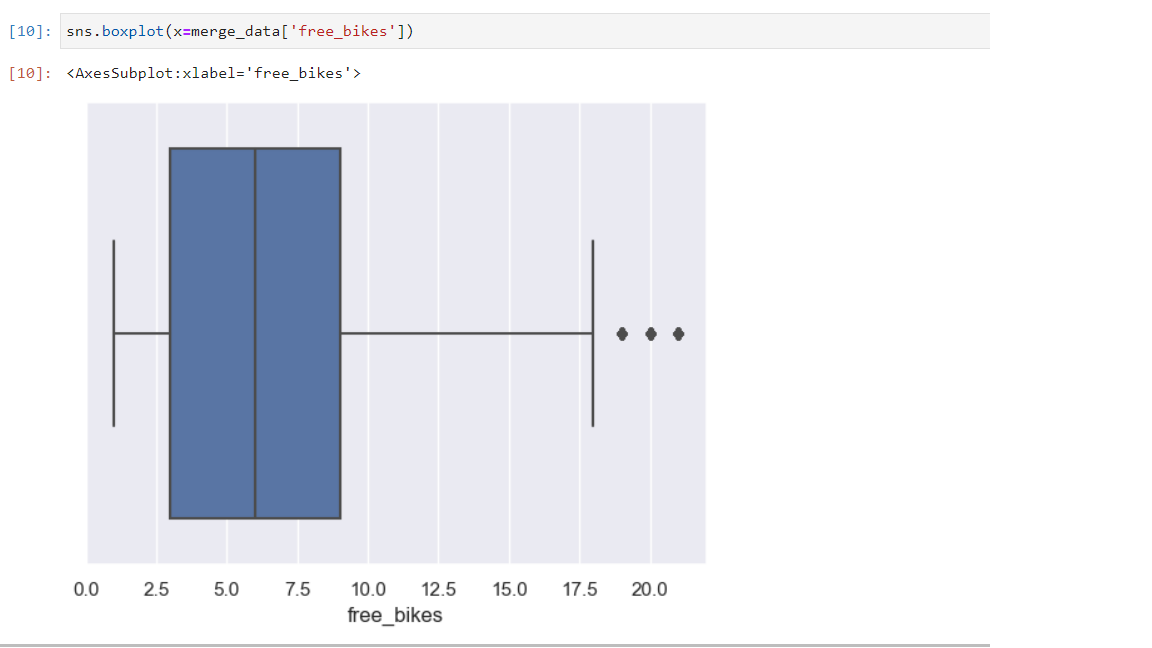 [10]: sns.boxplot(x=merge_data['free_bikes'])
[10]: <AxesSubplot:xlabel='free_bikes'>
0.0 2.5 5.0 7.5 10.0 12.5 15.0 17.5 20.0
free_bikes